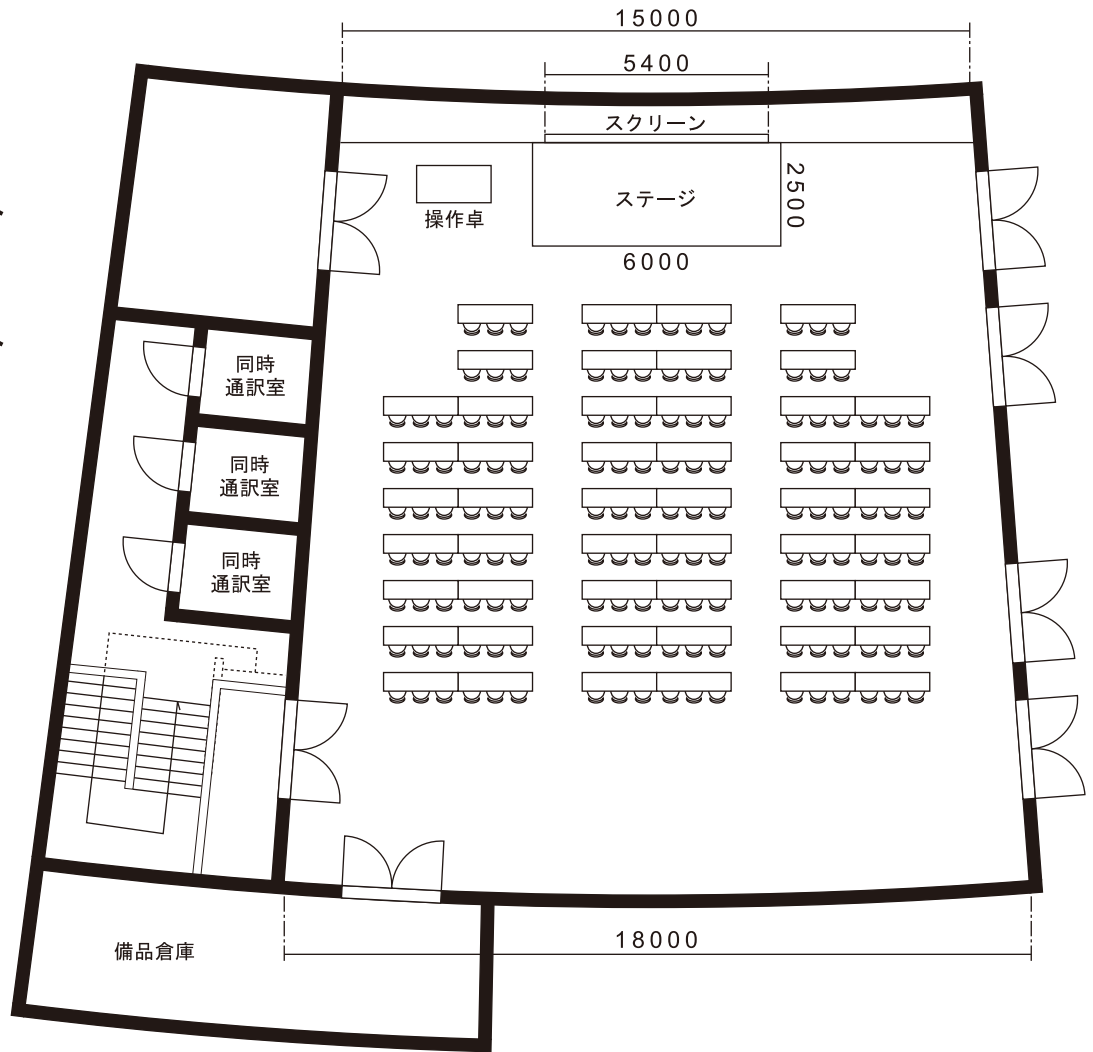 15000
5400
スクリーン
ステージ
2500
操作卓
6000
同時
通訳室
同時
通訳室
同時
通訳室
備品倉庫
18000